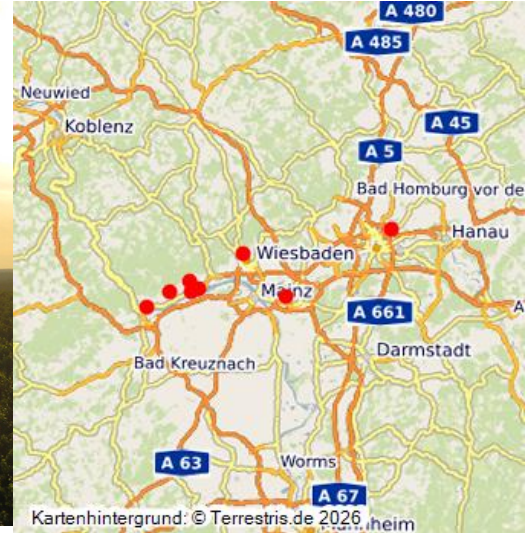 A 480
A 485
Neuwied
Koblenz
A 45
A 5
Bad Homburg vor de
Wiesbaden
Hanau
Mainz
A 661
Darmstadt
Bad Kreuznach
A 63
Worms
A 67
Kartenhintergrund: © Terrestris.de 2026